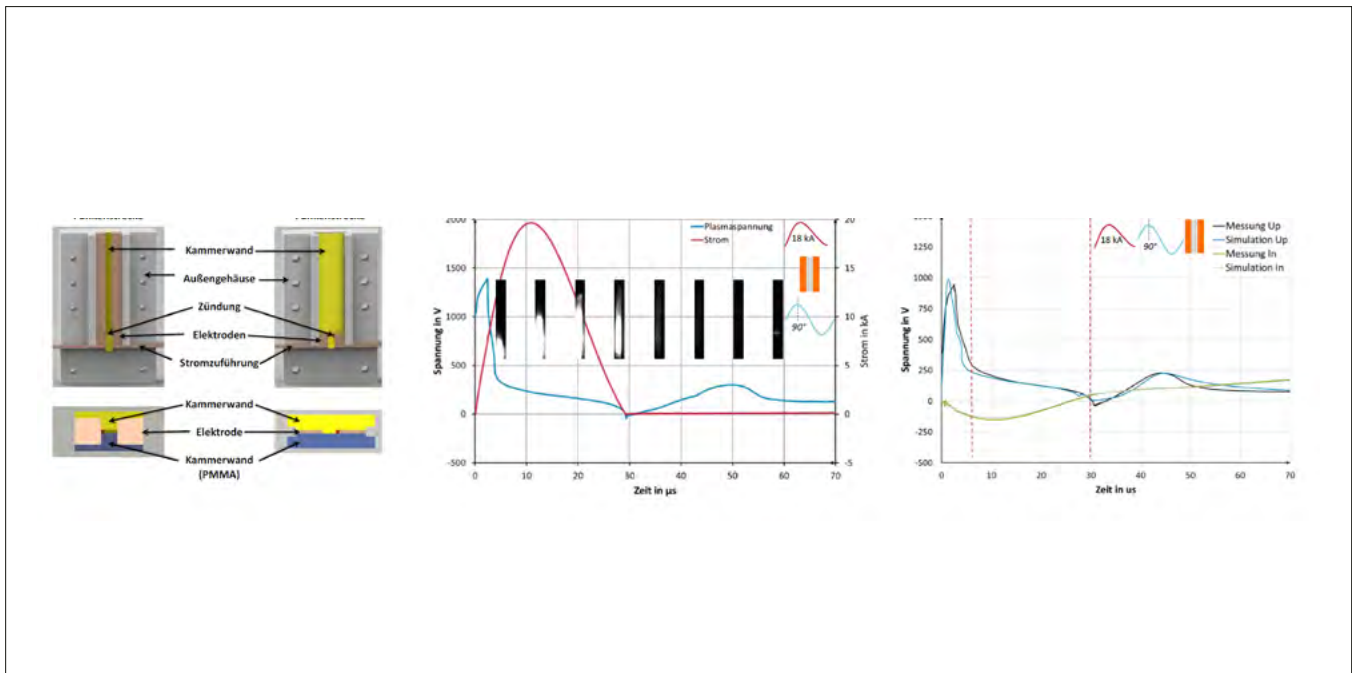 Kammerwand
Außengehäuse
Zündung
Elektroden
Stromzuführung
Kammerwand
Elektrode
Kammerwand
(PMMA)
2000
1500
1000
500
0
-500
Spannung in V
20
15
10
5
0
-5
Strom in kA
Plasmaspannung
Strom
18 kA
90°
0
10
20
30
40
50
60
70
Zeit in µs
1250
1000
750
500
250
0
-250
-500
Spannung in V
18 kA
90°
Messung Up
Simulation Up
Messung In
Simulation In
0
10
20
30
40
50
60
70
Zeit in us